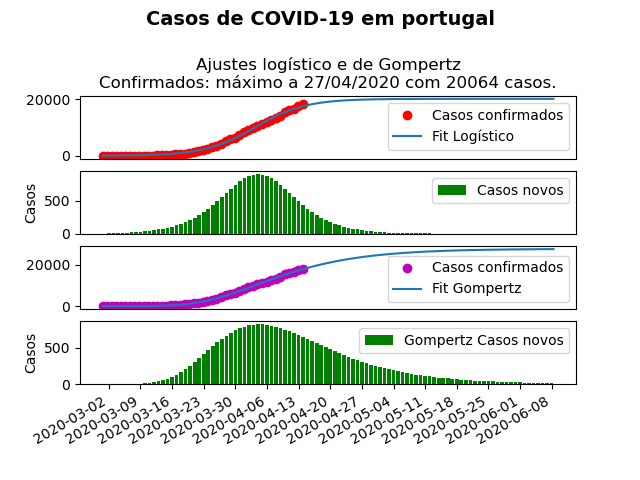 Casos de COVID-19 em portugal
Ajustes logístico e de Gompertz
Confirmados: máximo a 27/04/2020 com 20064 casos.
20000
0
Casos confirmados
Fit Logístico
Casos
500
0
Casos novos
20000
0
Casos confirmados
Fit Gompertz
Casos
500
0
Gompertz Casos novos
2020-03-02
2020-03-09
2020-03-16
2020-03-23
2020-03-30
2020-04-06
2020-04-13
2020-04-20
2020-04-27
2020-05-04
2020-05-11
2020-05-18
2020-05-25
2020-06-01
2020-06-08